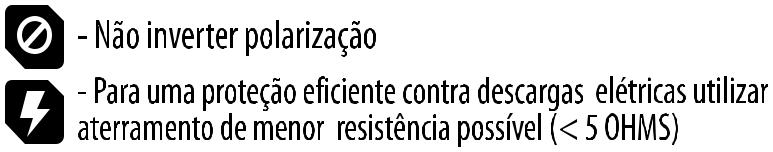 - Não inverter polarização
- Para uma proteção eficiente contra descargas elétricas utilizar
aterramento de menor resistência possível (< 5 OHMS)